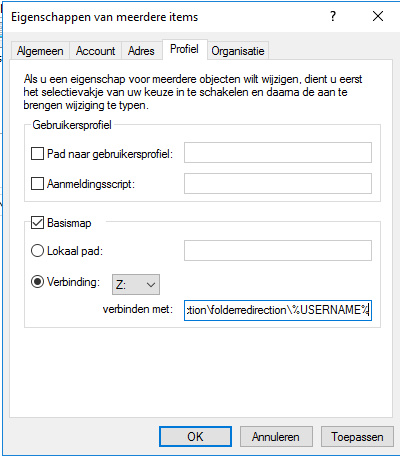 Eigenschappen van meerdere items
Algemeen Account Adres Profiel Organisatie
Als u een eigenschap voor meerdere objecten wilt wijzigen, dient u eerst
het selectievakje van uw keuze in te schakelen en daarna de aan te
brengen wijziging te typen.
Gebruikersprofiel
Pad naar gebruikersprofiel:
Aanmeldingsscript:
Basismap
Lokaal pad:
Verbinding: Z:
verbinden met: :tion\folderredirection\%USERNAME%
OK Annuleren Toepassen